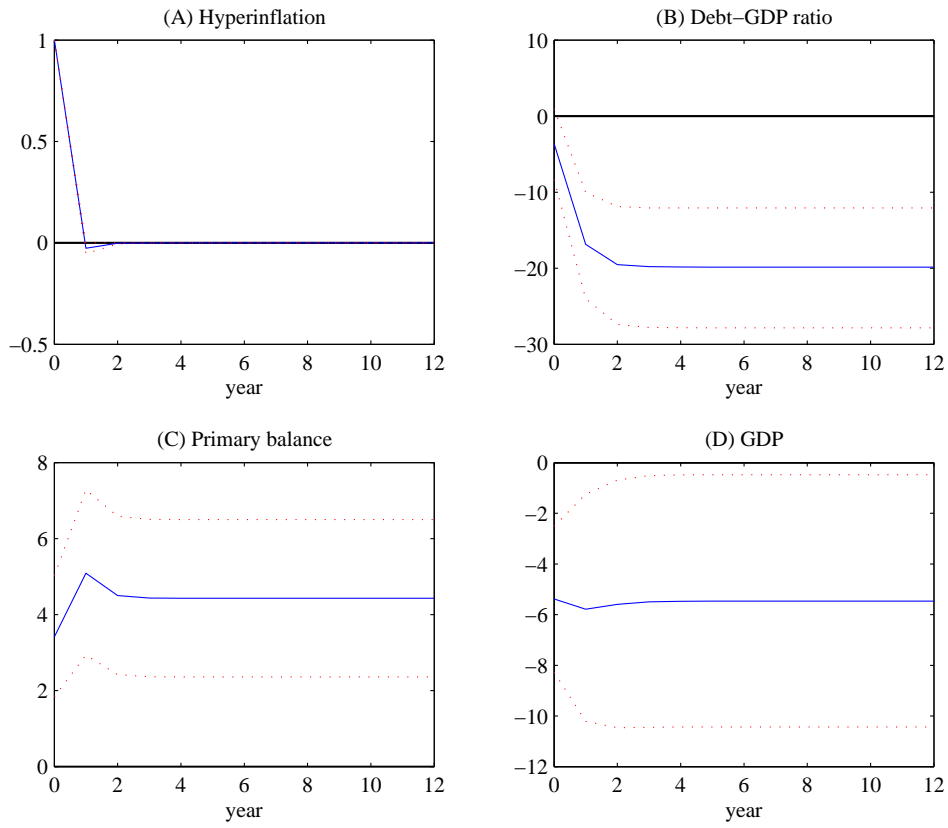 (A) Hyperinflation
1
0.5
0
−0.5
0 2 4 6 8 10 12
year
(B) Debt−GDP ratio
10
0
−10
−20
−30
0 2 4 6 8 10 12
year
(C) Primary balance
8
6
4
2
0
0 2 4 6 8 10 12
year
(D) GDP
0
−2
−4
−6
−8
−10
−12
0 2 4 6 8 10 12
year